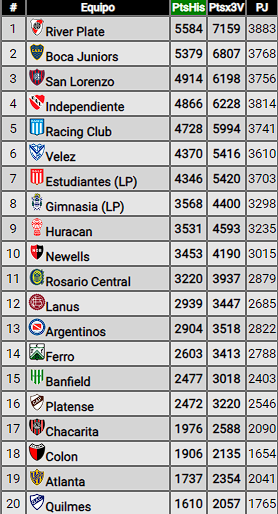 # Equipo PtsHis Ptsx3V PJ
1 River Plate 5584 7159 3883
2 Boca Juniors 5379 6807 3768
3 San Lorenzo 4914 6198 3756
4 Independiente 4866 6228 3814
5 Racing Club 4728 5994 3741
6 Velez 4370 5416 3610
7 Estudiantes (LP) 4346 5420 3703
8 Gimnasia (LP) 3568 4400 3298
9 Huracan 3531 4593 3235
10 Newells 3453 4190 3015
11 Rosario Central 3220 3937 2879
12 Lanus 2939 3447 2685
13 Argentinos 2904 3518 2822
14 Ferro 2603 3413 2788
15 Banfield 2477 3018 2403
16 Platense 2472 3220 2546
17 Chacarita 1976 2588 2090
18 Colon 1906 2135 1654
19 Atlanta 1737 2354 2041
20 Quilmes 1610 2057 1765